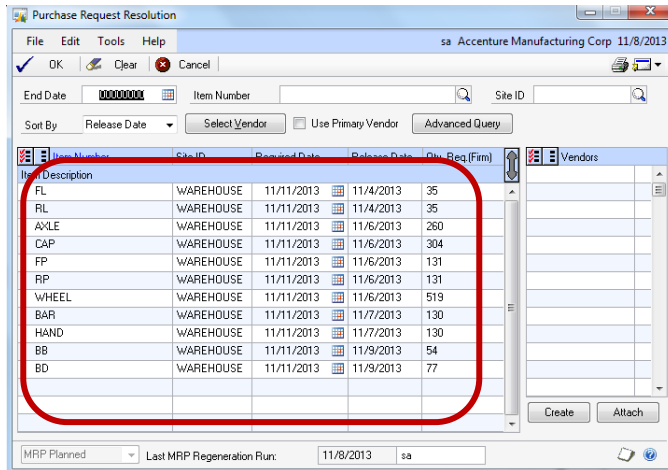 Purchase Request Resolution
File Edit Tools Help sa Accenture Manufacturing Corp 11/8/2013
OK Clear Cancel
End Date 00000000 Item Number Site ID
Sort By Release Date Select Vendor Use Primary Vendor Advanced Query
Item Number Site ID Required Date Release Date Qty. Req.(Firm) Vendors
Item Description
FL WAREHOUSE 11/11/2013 11/4/2013 35
RL WAREHOUSE 11/11/2013 11/4/2013 35
AXLE WAREHOUSE 11/11/2013 11/6/2013 260
CAP WAREHOUSE 11/11/2013 11/6/2013 304
FP WAREHOUSE 11/11/2013 11/6/2013 131
RP WAREHOUSE 11/11/2013 11/6/2013 131
WHEEL WAREHOUSE 11/11/2013 11/6/2013 519
BAR WAREHOUSE 11/11/2013 11/7/2013 130
HAND WAREHOUSE 11/11/2013 11/7/2013 130
BB WAREHOUSE 11/11/2013 11/9/2013 54
BD WAREHOUSE 11/11/2013 11/9/2013 77
Create Attach
MRP Planned Last MRP Regeneration Run: 11/8/2013 sa